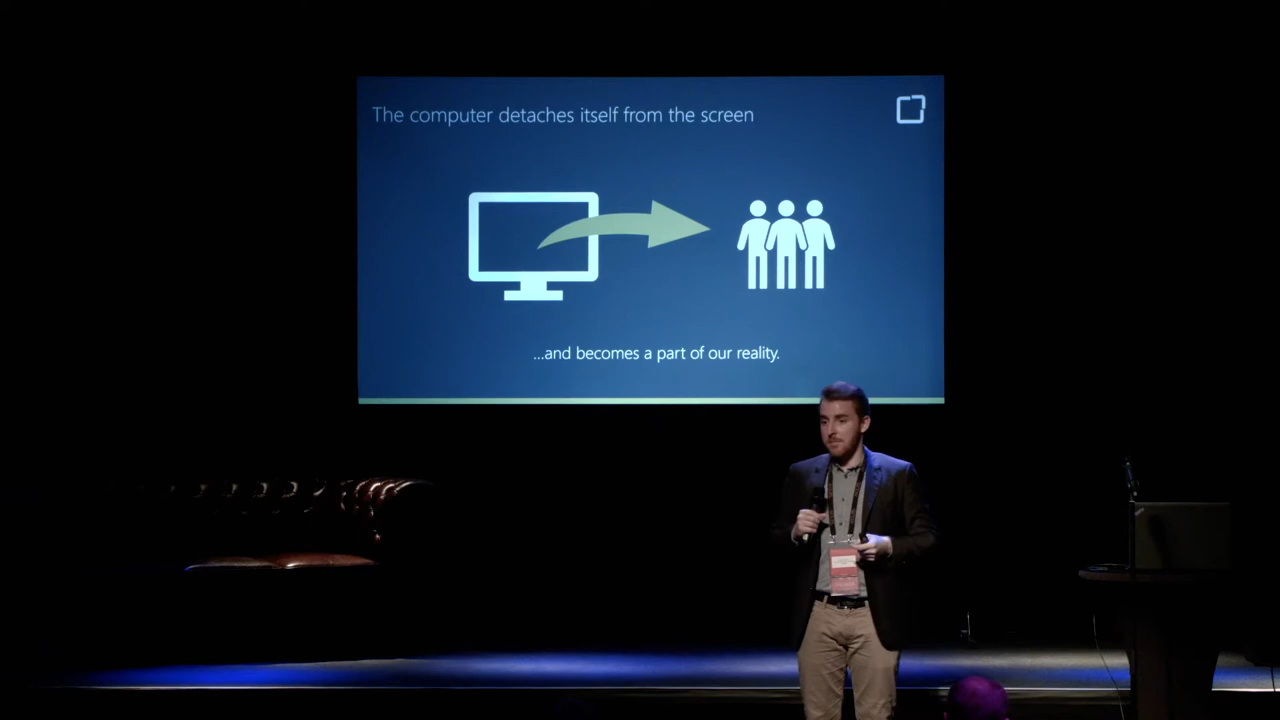 The computer detaches itself from the screen
...and becomes a part of our reality.